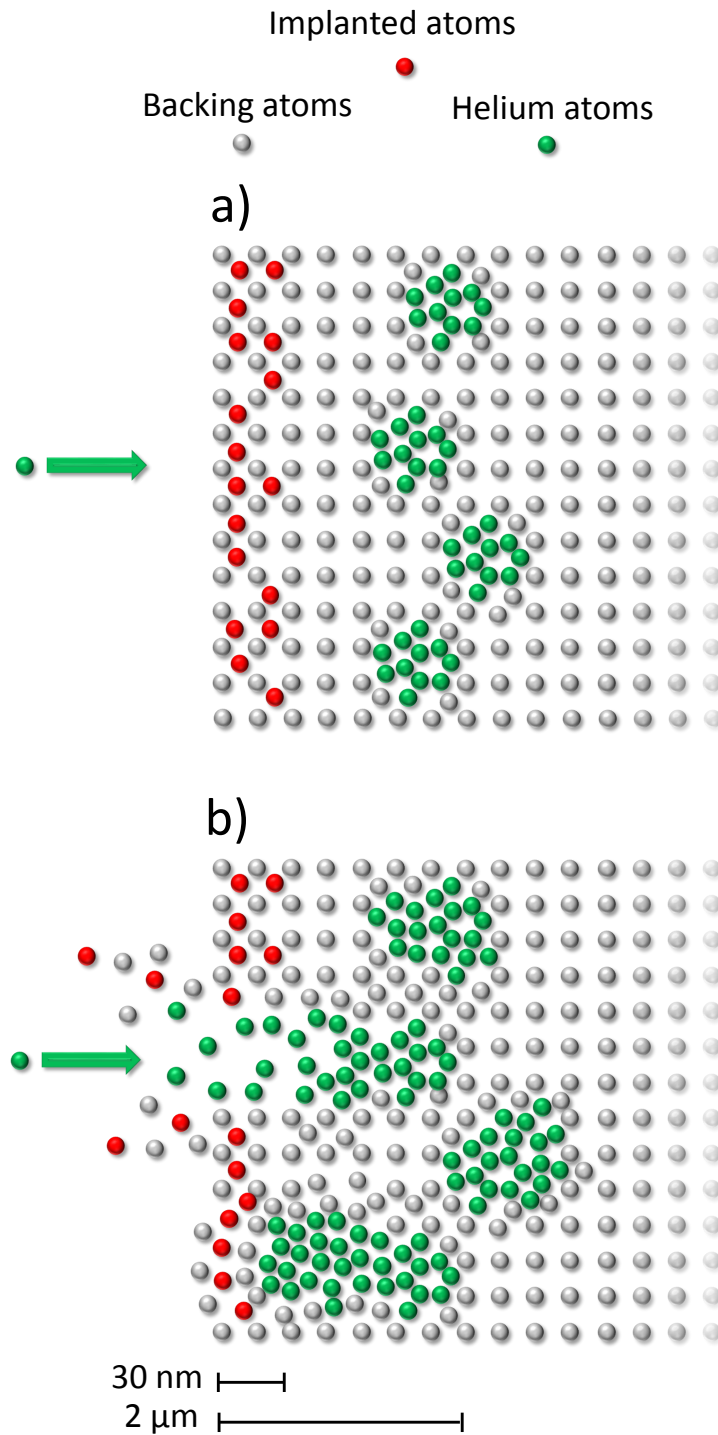 Implanted atoms
Backing atoms
Helium atoms
a)
b)
30 nm
2 μm